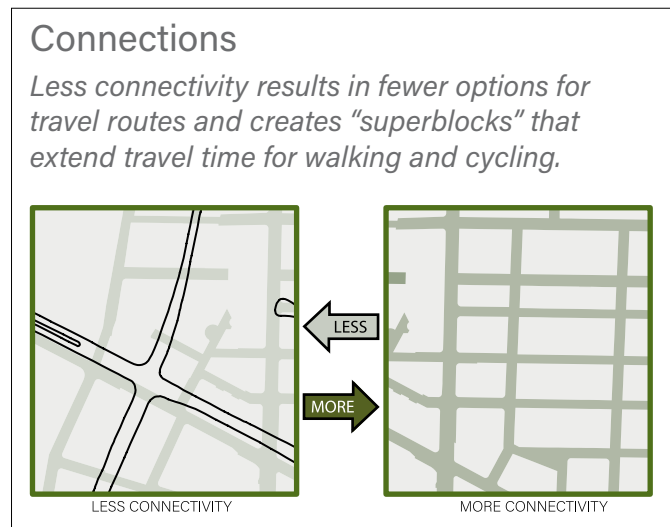 Connections
Less connectivity results in fewer options for
travel routes and creates “superblocks” that
extend travel time for walking and cycling.
LESS
MORE
LESS CONNECTIVITY
MORE CONNECTIVITY